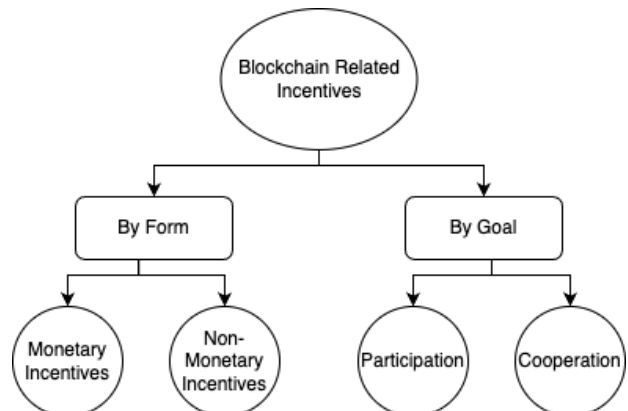 Blockchain Related
Incentives
By Form
By Goal
Monetary
Incentives
Non-
Monetary
Incentives
Participation
Cooperation